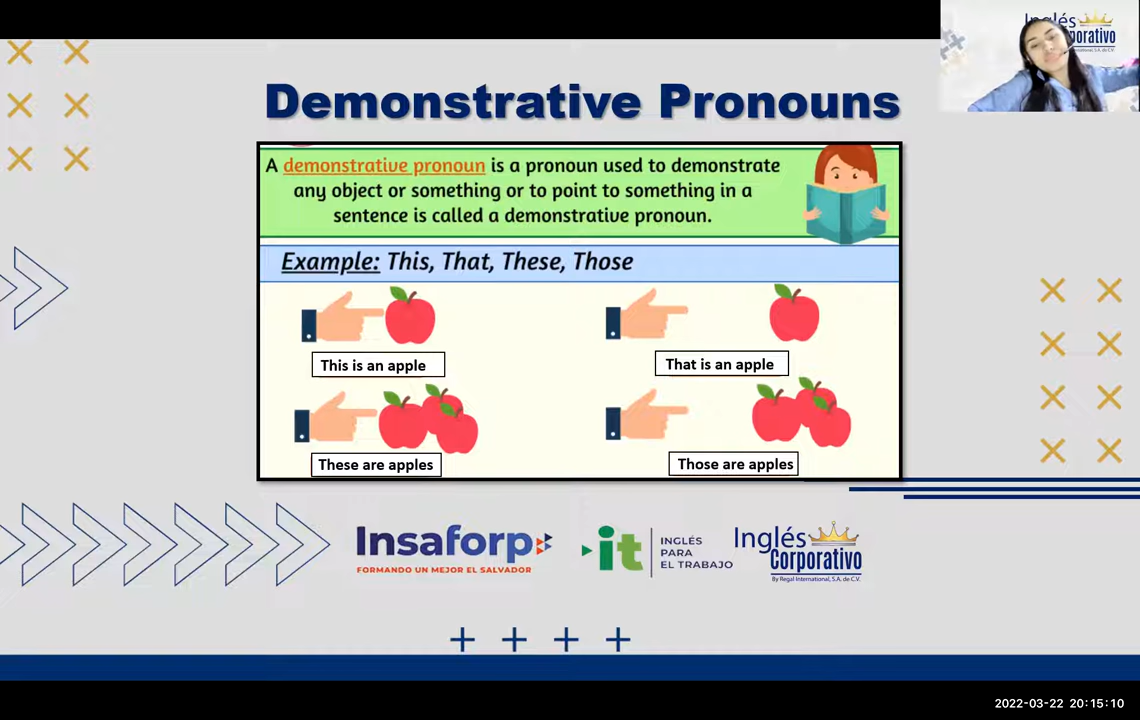 Inglés
Corporativo
Demonstrative Pronouns
A demonstrative pronoun is a pronoun used to demonstrate
any object or something or to point to something in a
sentence is called a demonstrative pronoun.
Example: This, That, These, Those
This is an apple
That is an apple
These are apples
Those are apples
Insaforp
FORMANDO UN MEJOR EL SALVADOR
it
INGLÉS
PARA
EL TRABAJO
Inglés
Corporativo
By Regal International, S.A. de C.V.
2022-03-22 20:15:10